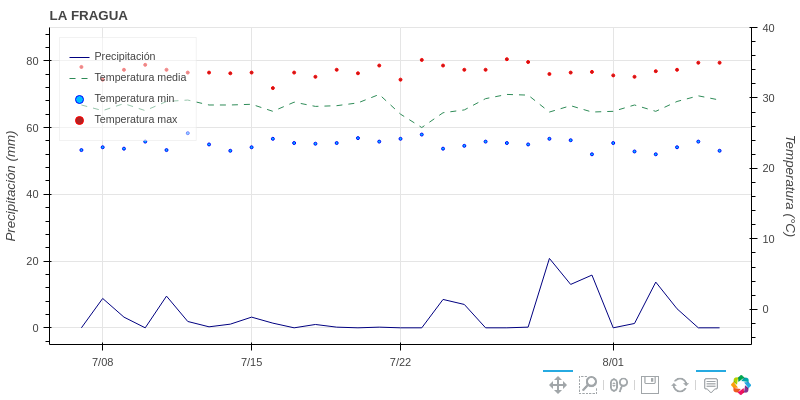 LA FRAGUA
Precipitación
Temperatura media
Temperatura min
Temperatura max
Precipitación (mm)
80
60
40
20
0
Temperatura (°C)
40
30
20
10
0
7/08
7/15
7/22
8/01